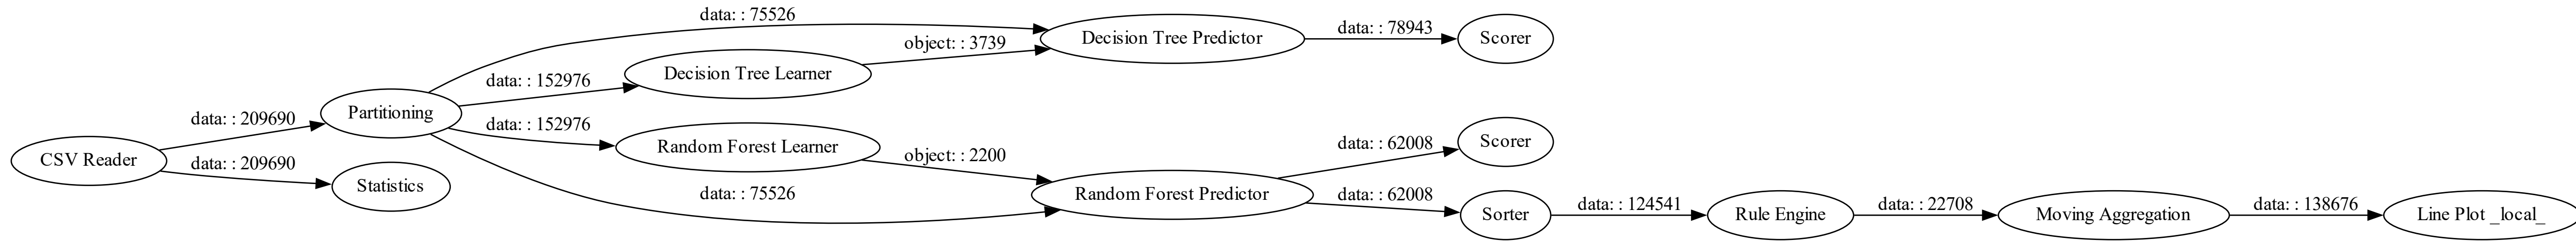 data: : 75526
Decision Tree Predictor
data: : 78943
Scorer
object: : 3739
Decision Tree Learner
data: : 152976
Partitioning
data: : 209690
data: : 152976
Random Forest Learner
data: : 62008
Scorer
CSV Reader
object: : 2200
data: : 209690
Statistics
data: : 75526
Random Forest Predictor
data: : 62008
Sorter
data: : 124541
Rule Engine
data: : 22708
Moving Aggregation
data: : 138676
Line Plot _local_